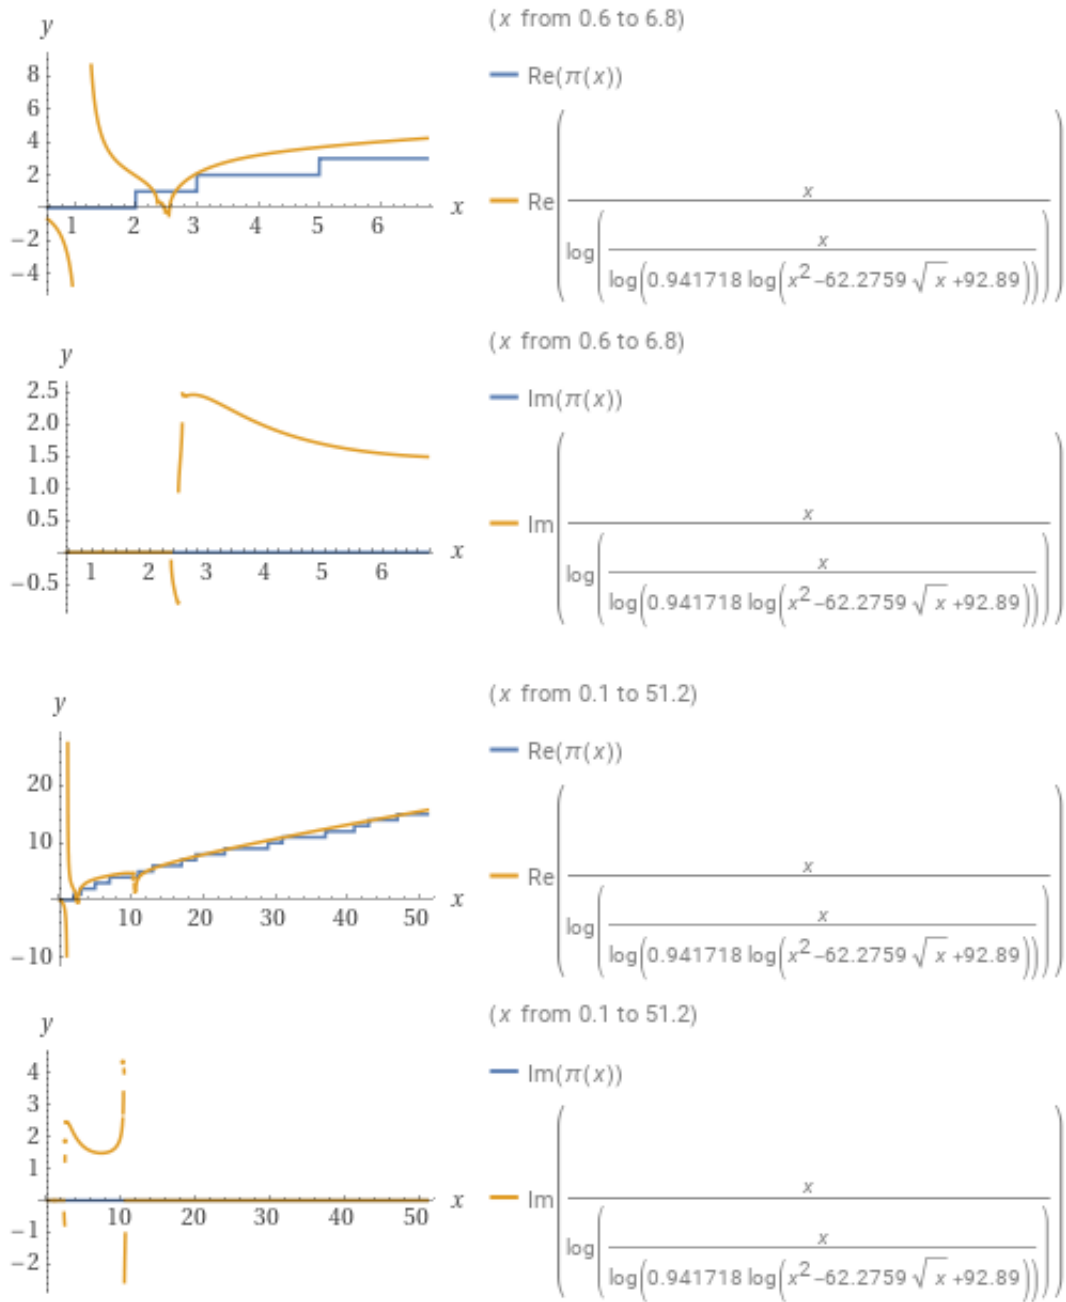 y
(x from 0.6 to 6.8)
8
6
4
2
−2
−4
1 2 3 4 5 6 x
Re(π(x))
Re(x / log(x / log(0.941718 log(x² −62.2759 √x +92.89))))
y
(x from 0.6 to 6.8)
2.5
2.0
1.5
1.0
0.5
−0.5
1 2 3 4 5 6 x
Im(π(x))
Im(x / log(x / log(0.941718 log(x² −62.2759 √x +92.89))))
y
(x from 0.1 to 51.2)
20
10
−10
10 20 30 40 50 x
Re(π(x))
Re(x / log(x / log(0.941718 log(x² −62.2759 √x +92.89))))
y
(x from 0.1 to 51.2)
4
3
2
1
−1
−2
10 20 30 40 50 x
Im(π(x))
Im(x / log(x / log(0.941718 log(x² −62.2759 √x +92.89))))